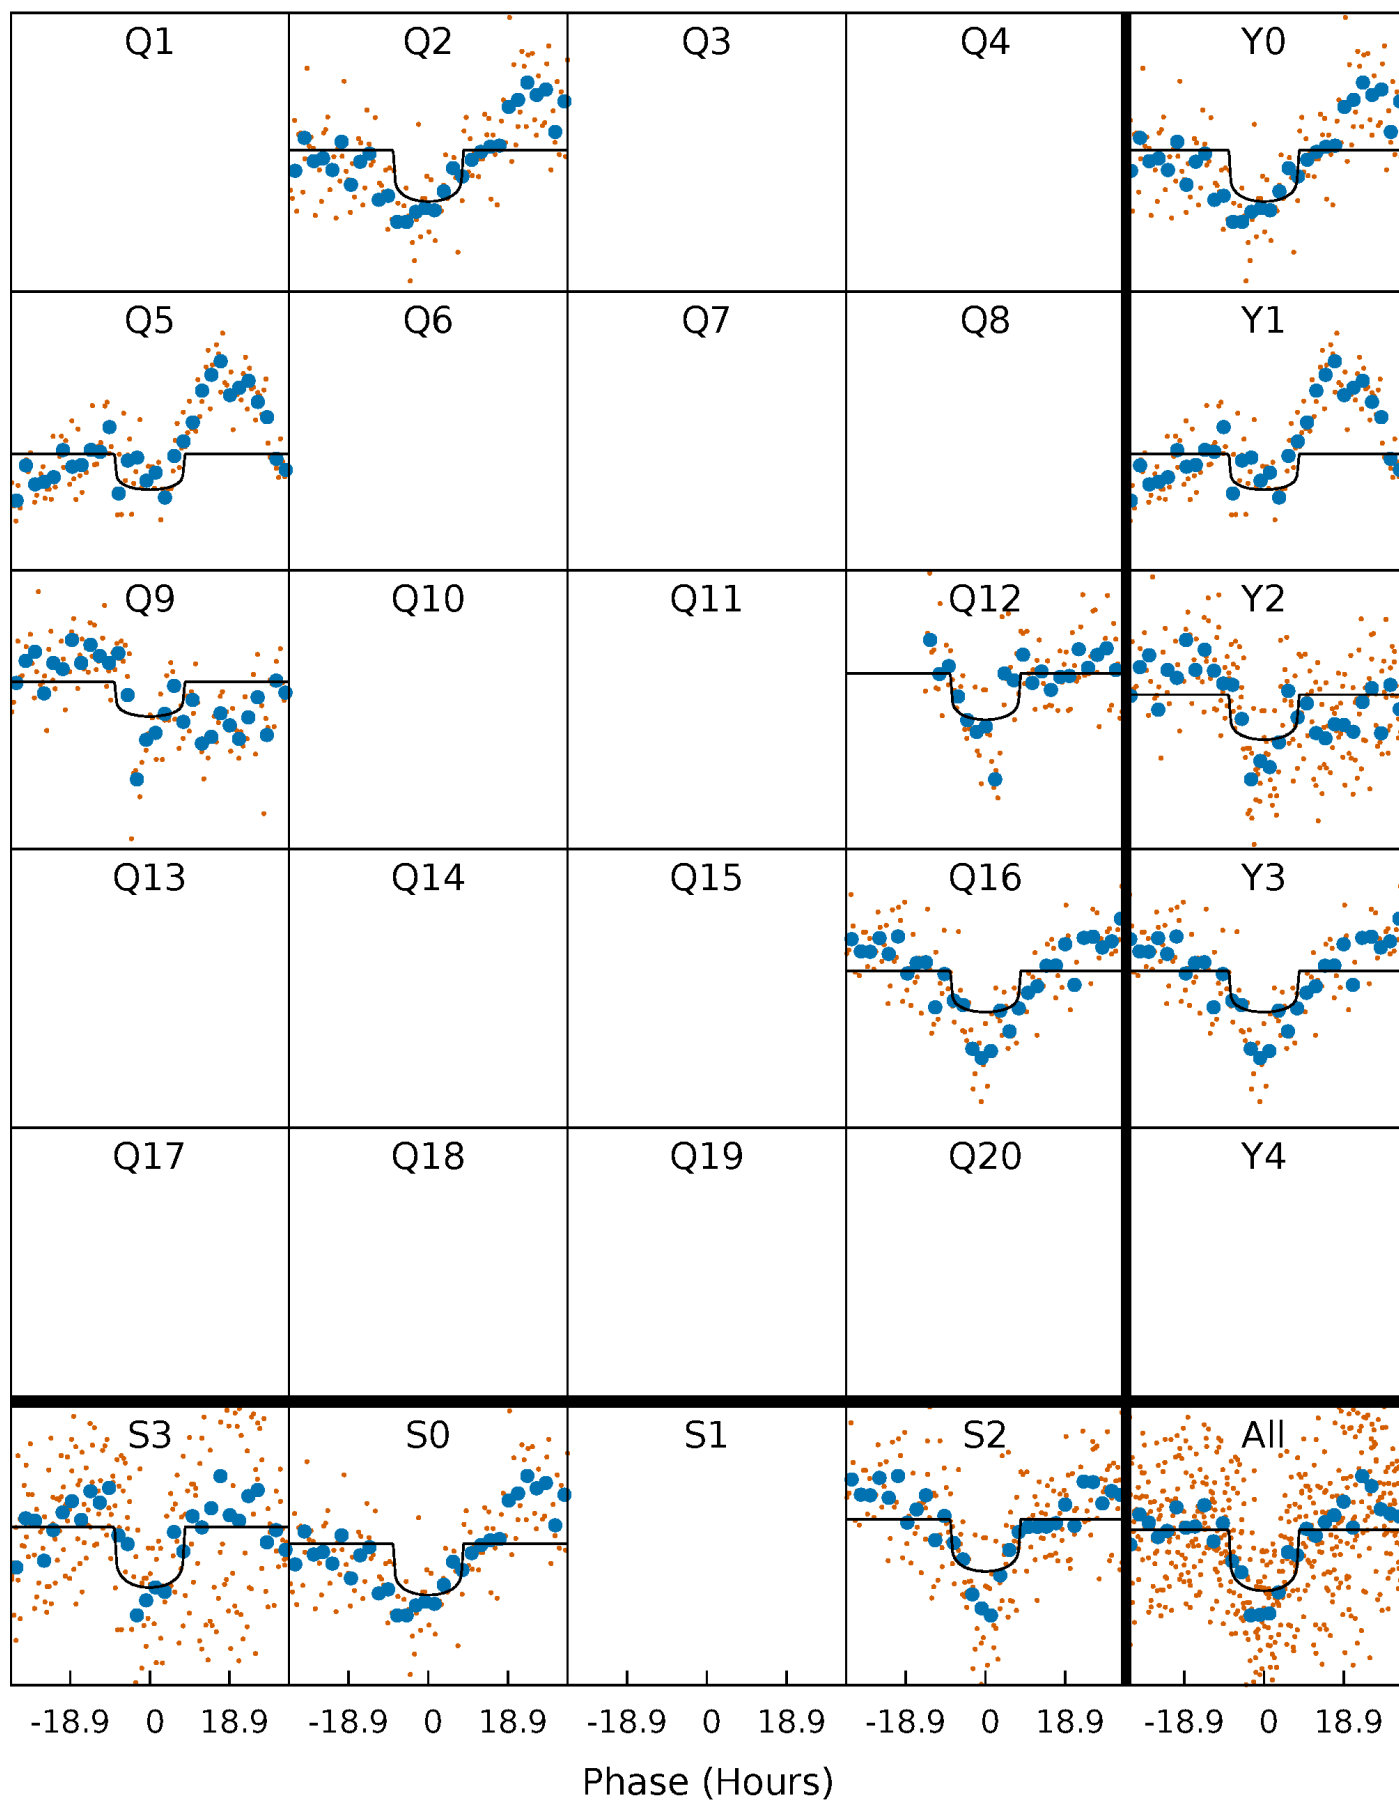 Q1 Q2 Q3 Q4 Y0
Q5 Q6 Q7 Q8 Y1
Q9 Q10 Q11 Q12 Y2
Q13 Q14 Q15 Q16 Y3
Q17 Q18 Q19 Q20 Y4
S3 S0 S1 S2 All
-18.9 0 18.9 -18.9 0 18.9 -18.9 0 18.9 -18.9 0 18.9 -18.9 0 18.9
Phase (Hours)